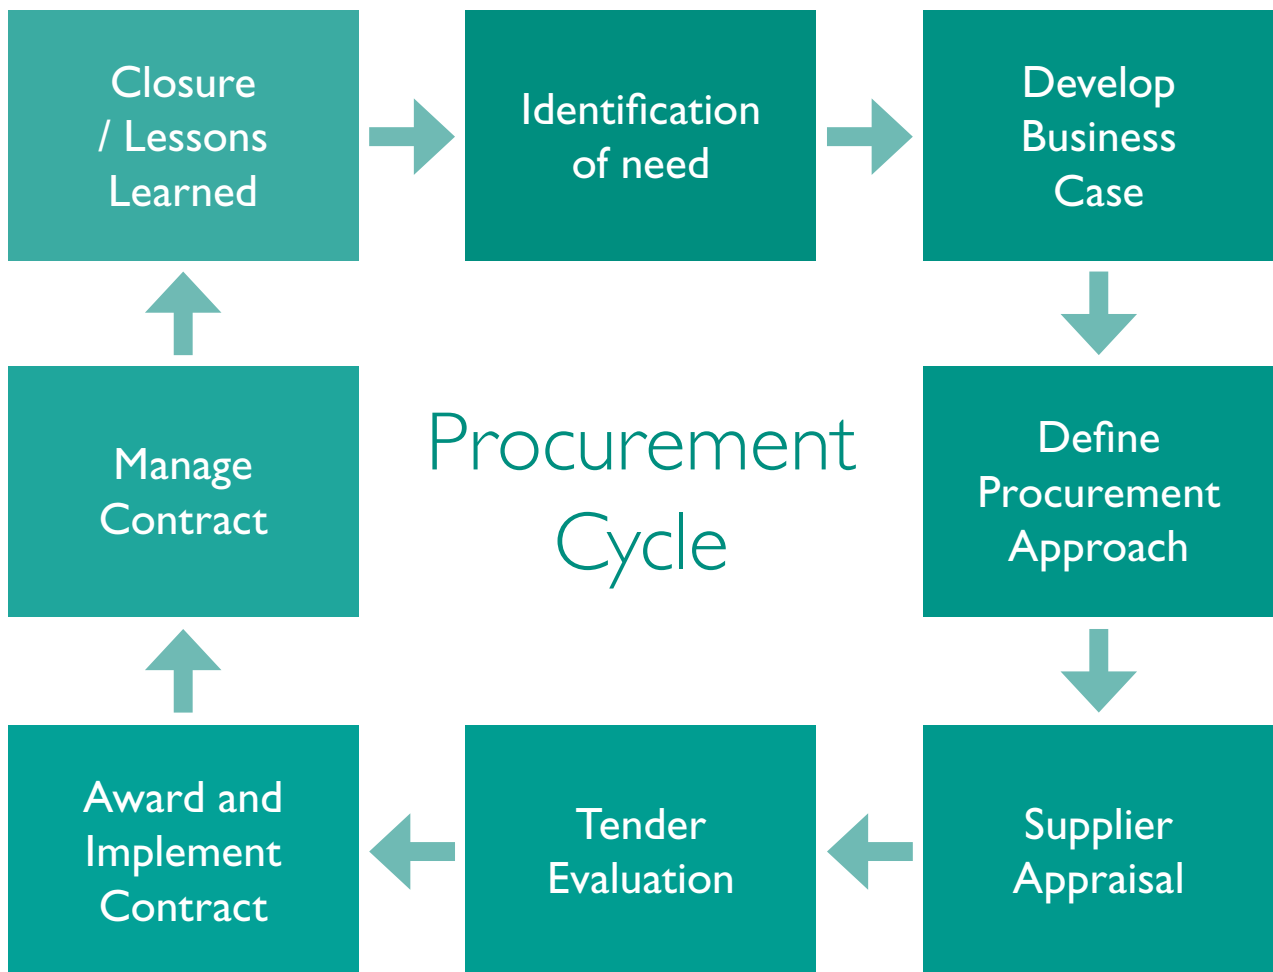 Closure
/ Lessons
Learned
Identification
of need
Develop
Business
Case
Manage
Contract
Procurement
Cycle
Define
Procurement
Approach
Award and
Implement
Contract
Tender
Evaluation
Supplier
Appraisal